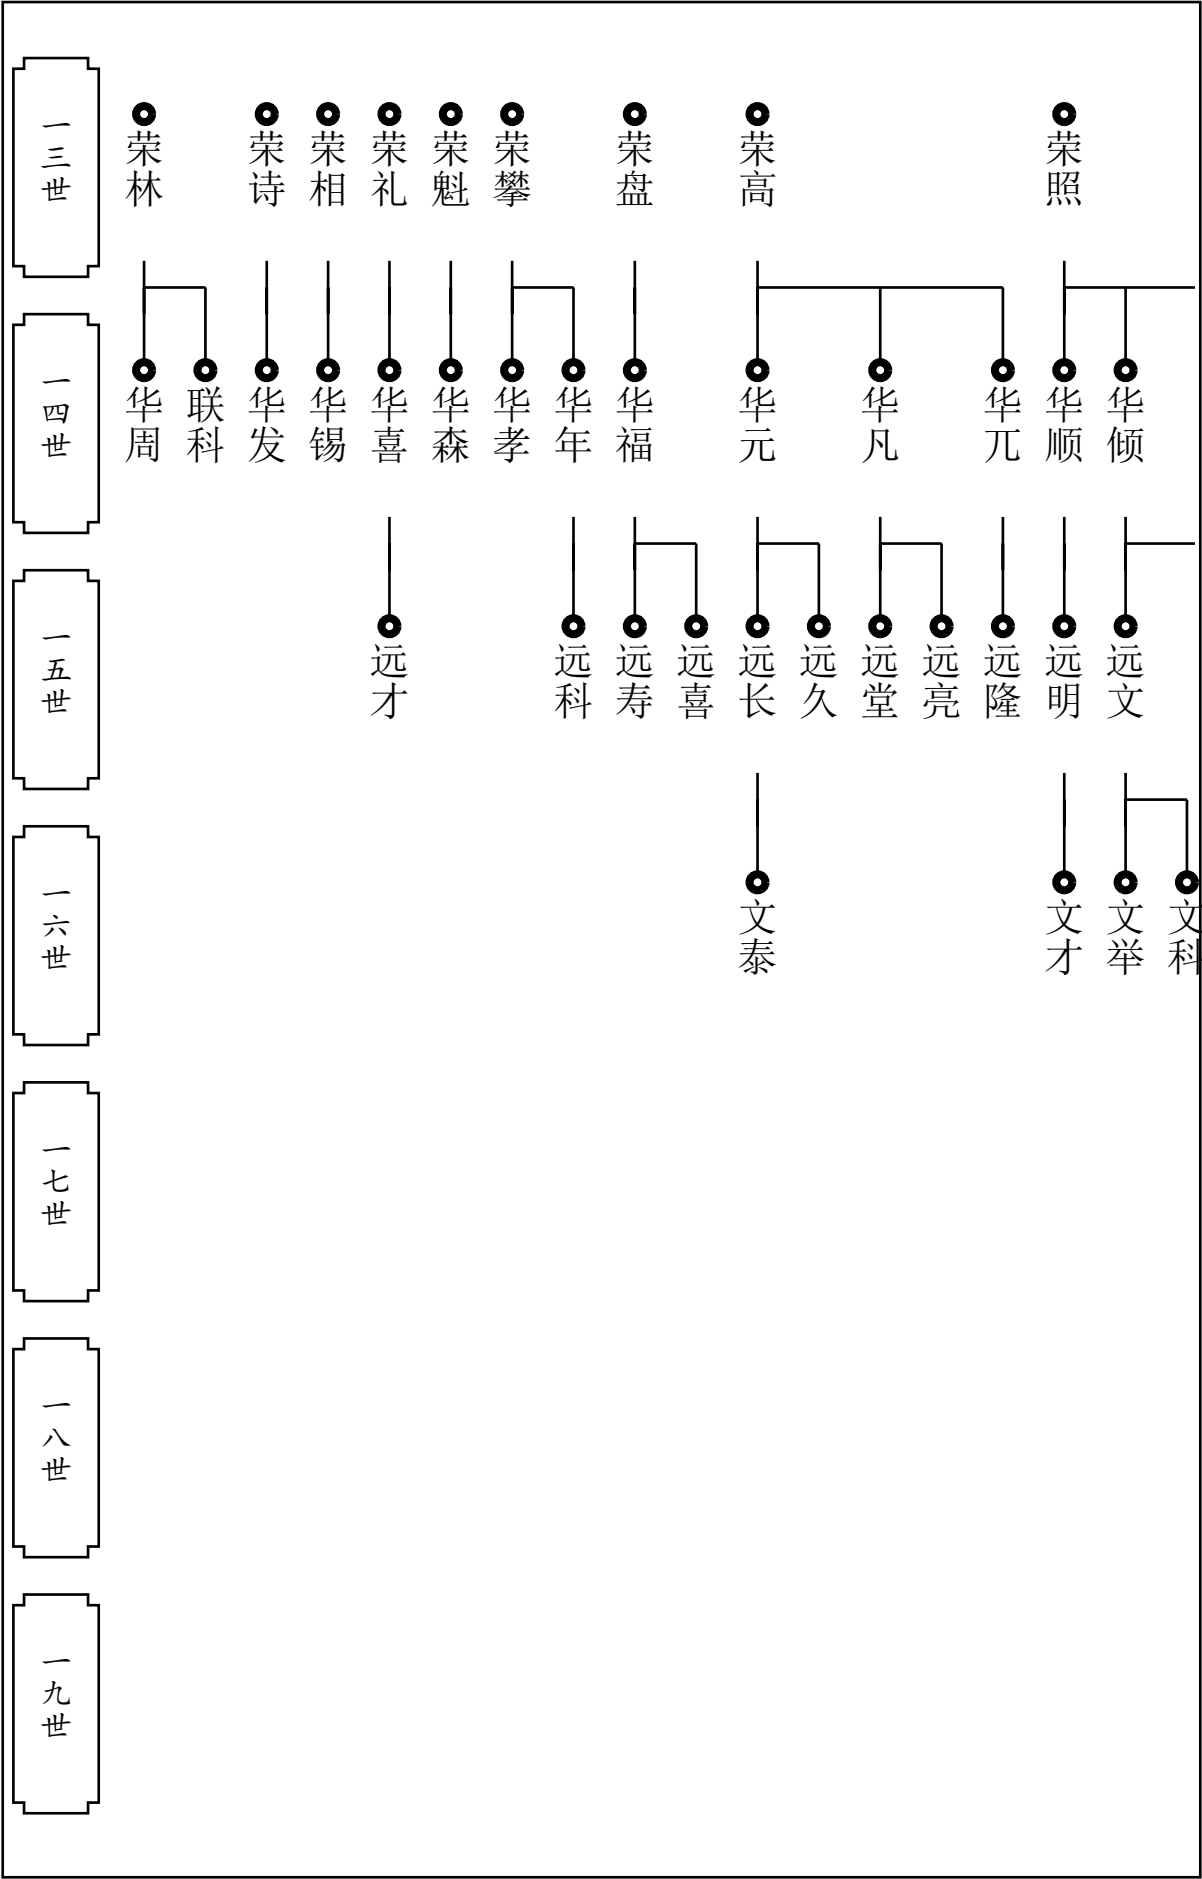 一三世
荣林
荣诗
荣相
荣礼
荣魁
荣攀
荣盘
荣高
荣照
一四世
华周
联科
华发
华锡
华喜
华森
华孝
华年
华福
华元
华凡
华兀
华顺
华倾
一五世
远才
远科
远寿
远喜
远长
远久
远堂
远亮
远隆
远明
远文
一六世
文泰
文才
文举
文科
一七世
一八世
一九世